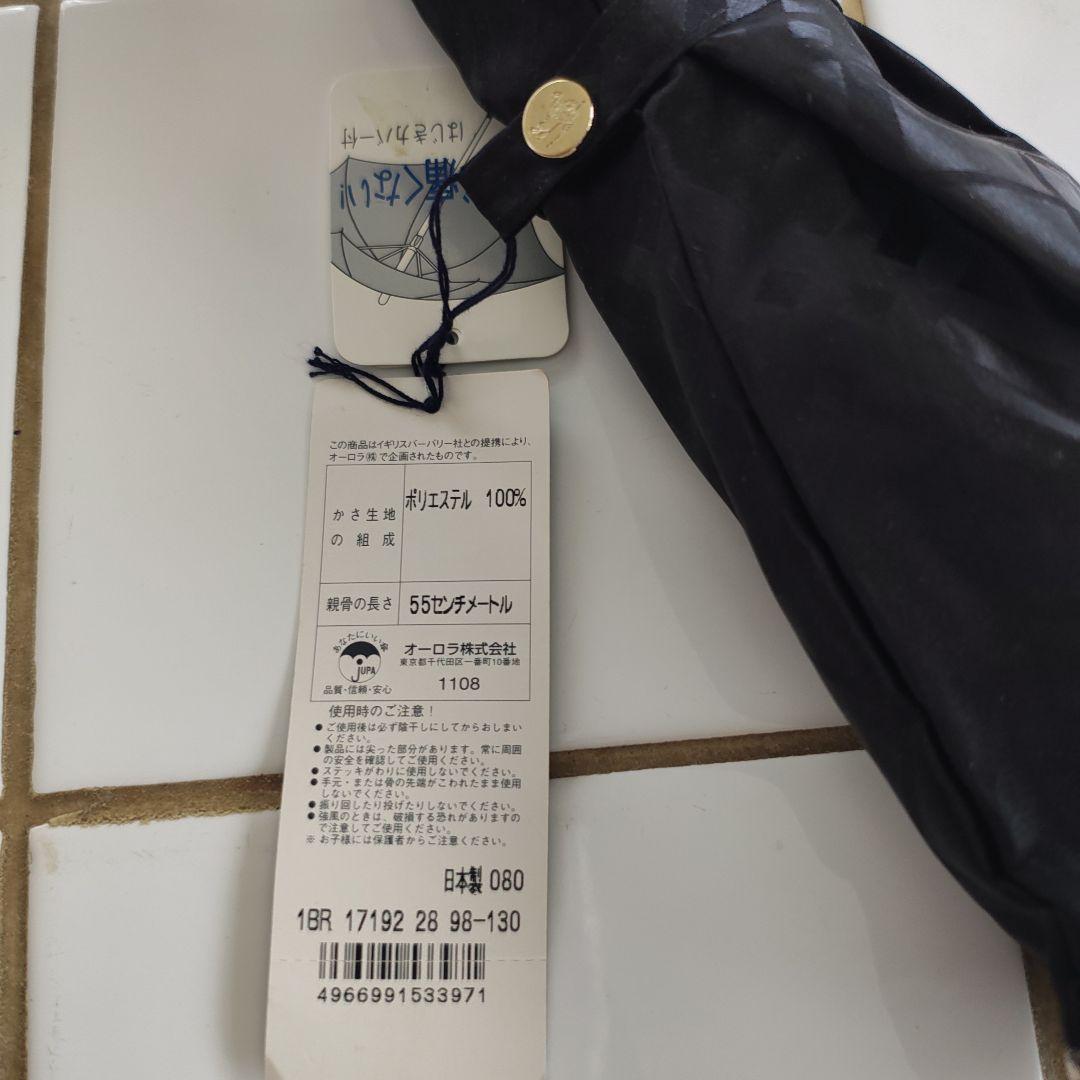 はじきカバー付
痛くない!
この商品はイギリスバーバリー社との提携により、
オーロラ㈱で企画されたものです。
かさ生地
の組成
ポリエステル 100%
親骨の長さ
55センチメートル
あなたにいい傘
JUPA
品質・信頼・安心
オーロラ株式会社
東京都千代田区一番町10番地
1108
使用時のご注意!
●ご使用後は必ず陰干しにしてからおしまい
ください。
●製品には尖った部分があります。常に周囲
の安全を確認してご使用ください。
●ステッキがわりに使用しないでください。
●手元・または骨の先端がこわれたまま使用
しないでください。
●振り回したり投げたりしないでください。
●強風のときは、破損する恐れがありますの
で注意してご使用ください。
※お子様には保護者からご注意ください。
日本製 080
1BR 17192 28 98-130
4966991533971